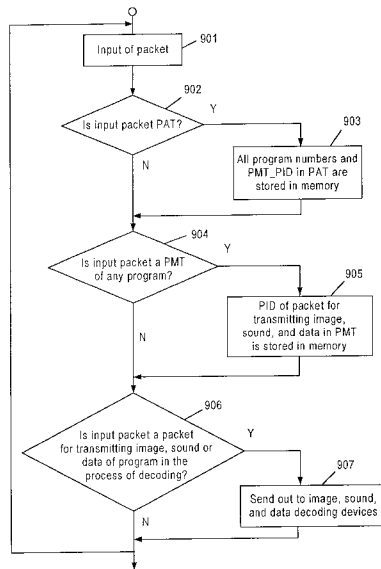 901
Input of packet
902
Is input packet PAT?
Y
903
All program numbers and
PMT_PID in PAT are
stored in memory
N
904
Is input packet a PMT
of any program?
Y
905
PID of packet for
transmitting image,
sound, and data in PMT
is stored in memory
N
906
Is input packet a packet
for transmitting image, sound or
data of program in the
process of decoding?
Y
907
Send out to image, sound,
and data decoding devices
N